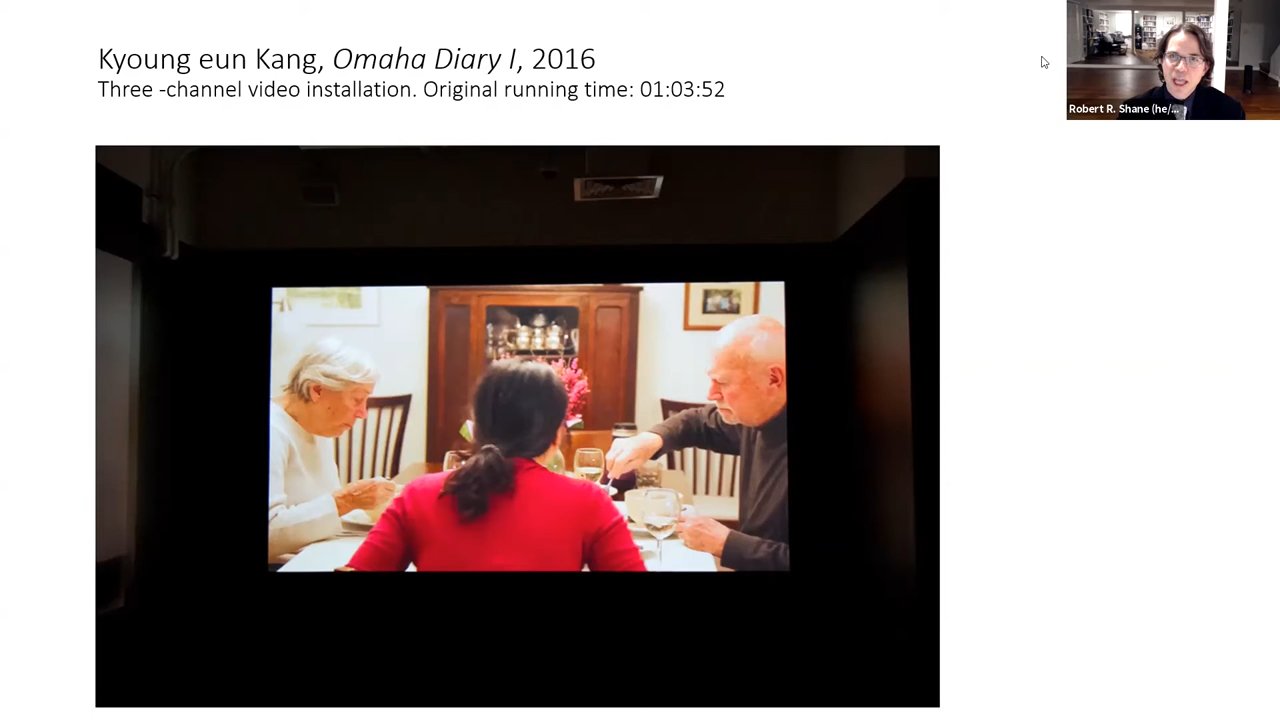 Kyoung eun Kang, Omaha Diary I, 2016
Three -channel video installation. Original running time: 01:03:52
Robert R. Shane (he/...